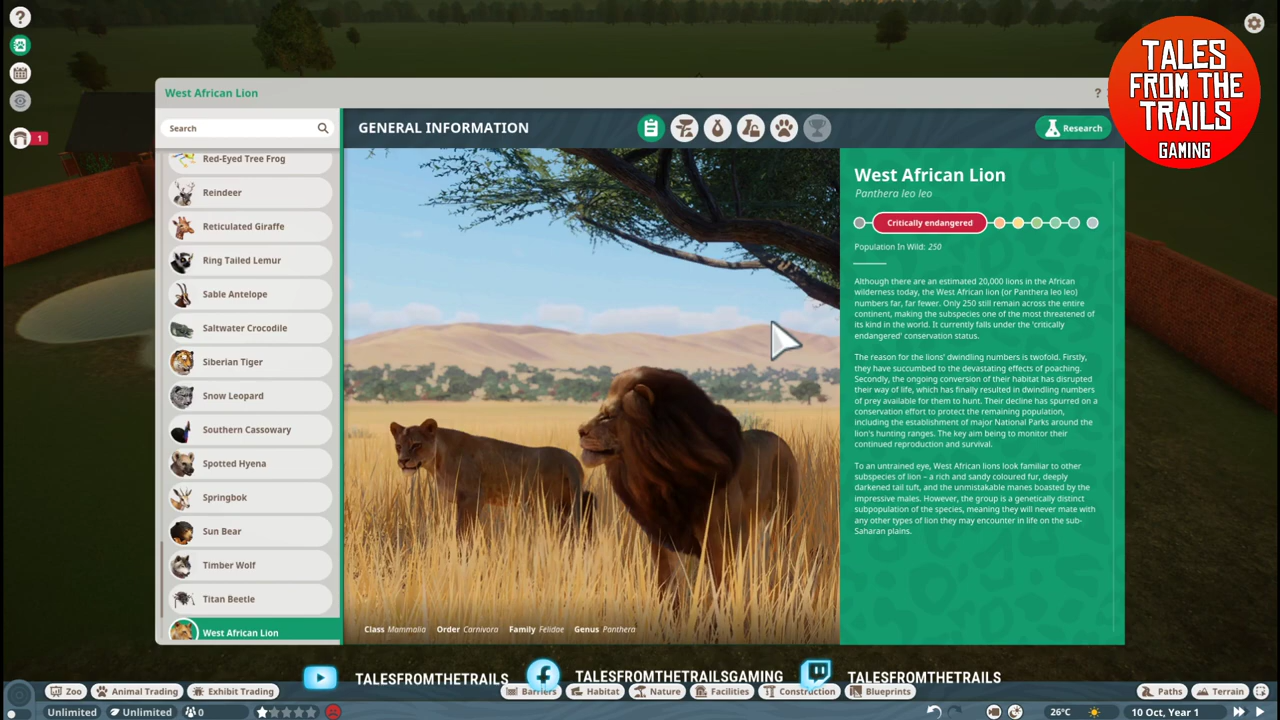 West African Lion
?
TALES
FROM THE
TRAILS
GAMING
Search
GENERAL INFORMATION
Research
1
Red-Eyed Tree Frog
Reindeer
Reticulated Giraffe
Ring Tailed Lemur
Sable Antelope
Saltwater Crocodile
Siberian Tiger
Snow Leopard
Southern Cassowary
Spotted Hyena
Springbok
Sun Bear
Timber Wolf
Titan Beetle
West African Lion
Class Mammalia Order Carnivora Family Felidae Genus Panthera
West African Lion
Panthera leo leo
Critically endangered
Population In Wild: 250
Although there are an estimated 20,000 lions in the African
wilderness today, the West African lion (or Panthera leo leo)
numbers far, far fewer. Only 250 still remain across the entire
continent, making the subspecies one of the most threatened of
its kind in the world. It currently falls under the 'critically
endangered' conservation status.
The reason for the lions' dwindling numbers is twofold. Firstly,
they have succumbed to the devastating effects of poaching.
Secondly, the ongoing conversion of their habitat has disrupted
their way of life, which has finally resulted in dwindling numbers
of prey available for them to hunt. Their decline has spurred on a
conservation effort to protect the remaining population,
including the establishment of major National Parks around the
lion's hunting ranges. The key aim being to monitor their
continued reproduction and survival.
To an untrained eye, West African lions look familiar to other
subspecies of lion – a rich and sandy coloured fur, deeply
darkened tail tuft, and the unmistakable manes boasted by the
impressive males. However, the group is a genetically distinct
subpopulation of the species, meaning they will never mate with
any other types of lion they may encounter in life on the sub-
Saharan plains.
TALESFROMTHETRAILS
TALESFROMTHETRAILSGAMING
TALESFROMTHETRAILS
Zoo
Animal Trading
Exhibit Trading
Barriers
Habitat
Nature
Facilities
Construction
Blueprints
Paths
Terrain
Unlimited
Unlimited
0
26°C
10 Oct, Year 1
?